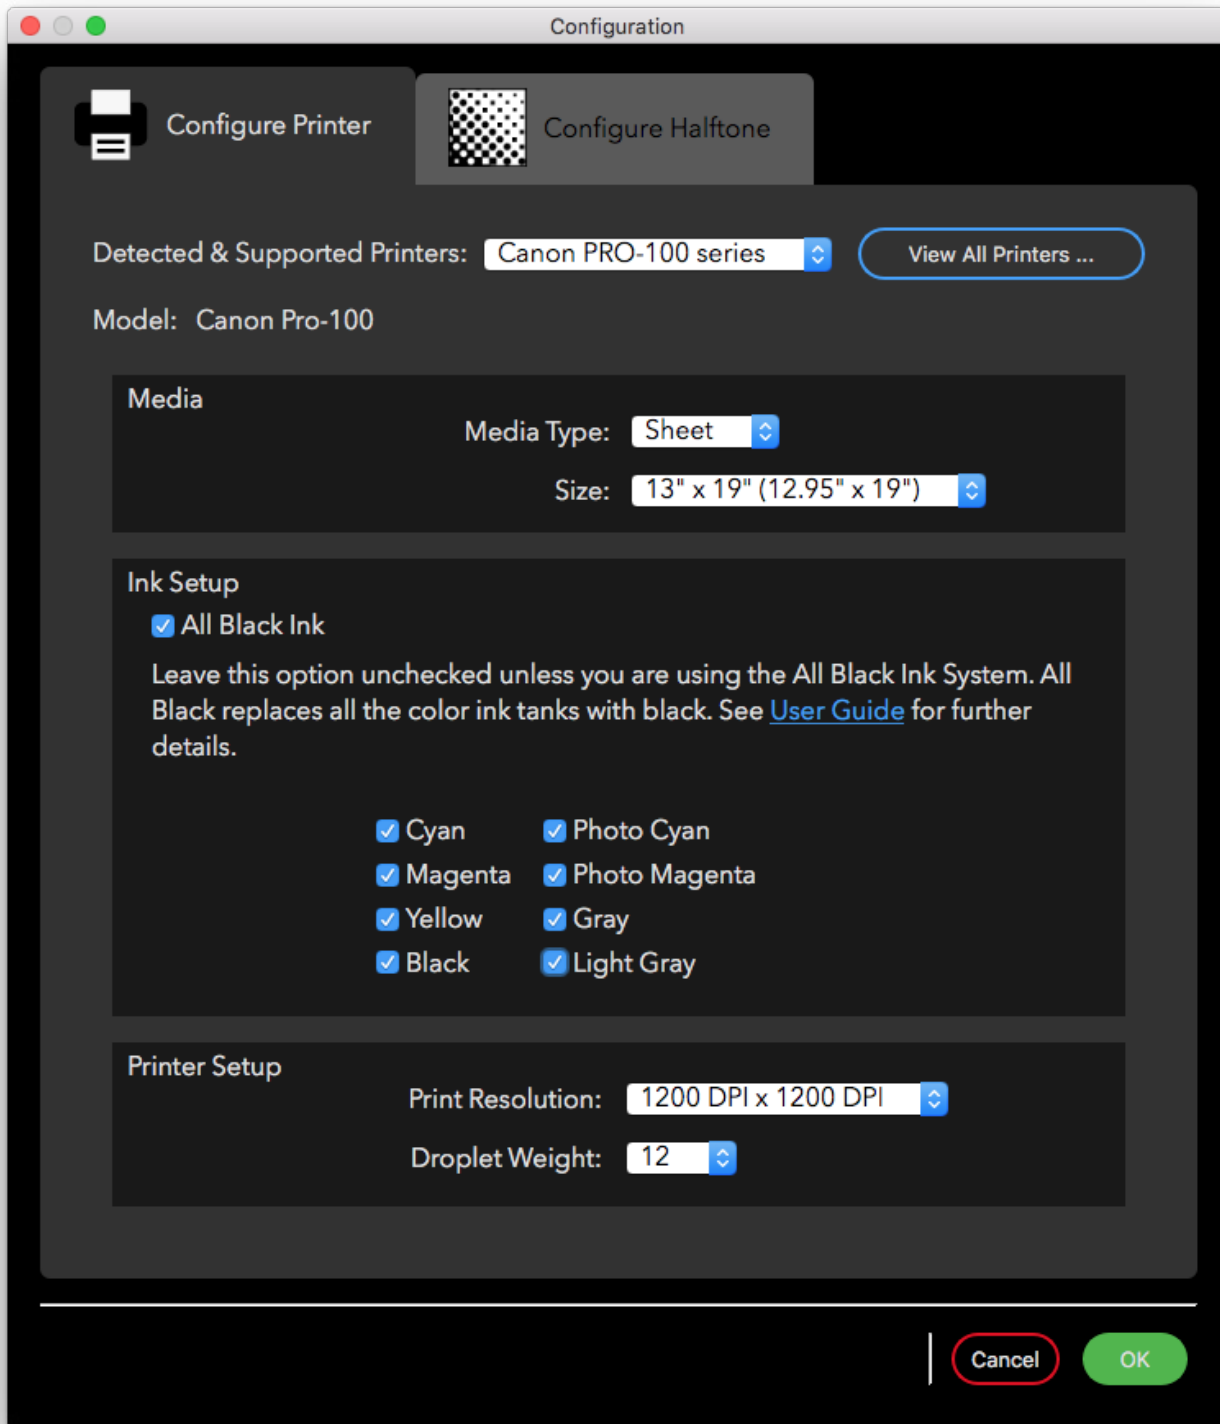 Configuration
Configure Printer
Configure Halftone
Detected & Supported Printers: Canon PRO-100 series View All Printers ...
Model: Canon Pro-100
Media
Media Type: Sheet
Size: 13" x 19" (12.95" x 19")
Ink Setup
All Black Ink
Leave this option unchecked unless you are using the All Black Ink System. All
Black replaces all the color ink tanks with black. See User Guide for further
details.
Cyan Photo Cyan
Magenta Photo Magenta
Yellow Gray
Black Light Gray
Printer Setup
Print Resolution: 1200 DPI x 1200 DPI
Droplet Weight: 12
Cancel OK